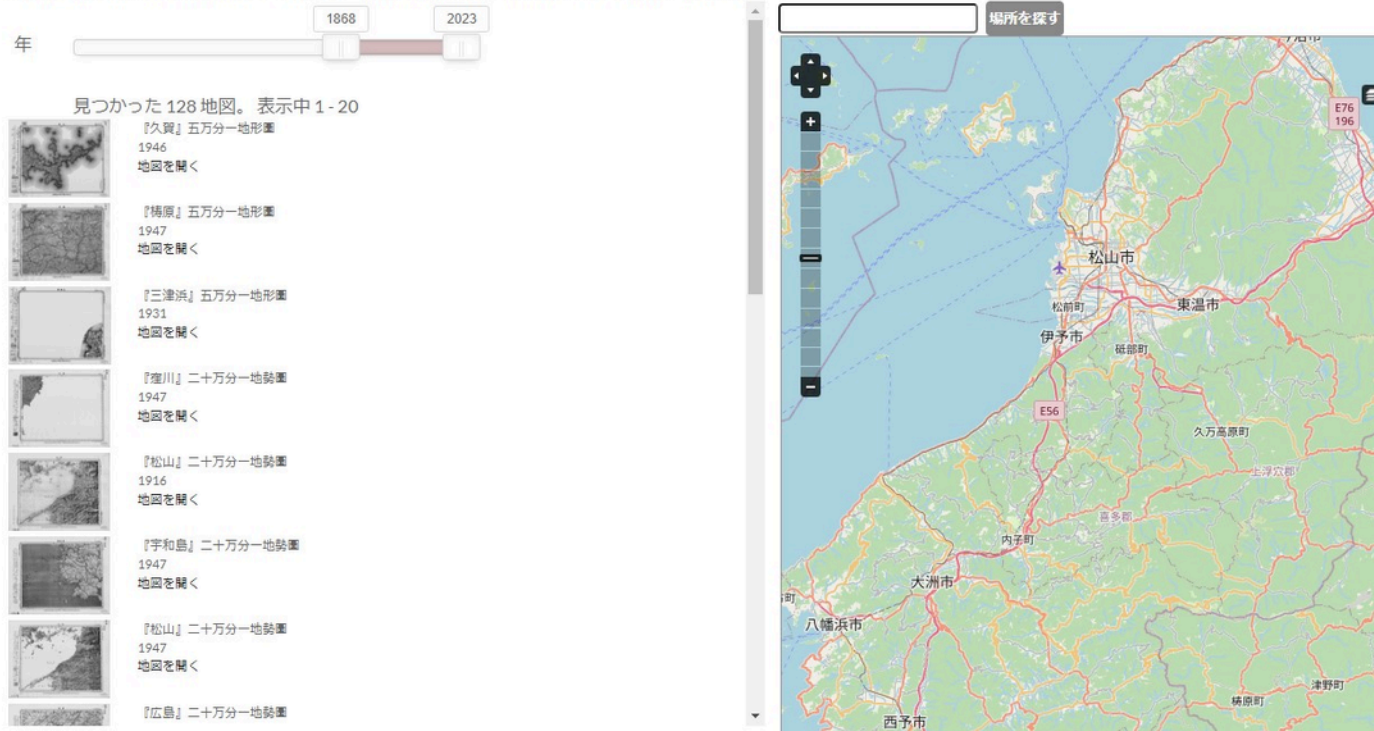 1868
2023
年
見つかった 128 地図。 表示中 1 - 20
『久賀』五万分一地形圖
1946
地図を開く
『梼原』五万分一地形圖
1947
地図を開く
『三津浜』五万分一地形圖
1931
地図を開く
『窪川』二十万分一地勢圖
1947
地図を開く
『松山』二十万分一地勢圖
1916
地図を開く
『宇和島』二十万分一地勢圖
1947
地図を開く
『松山』二十万分一地勢圖
1947
地図を開く
『広島』二十万分一地勢圖
場所を探す
E76
196
松山市
松前町
東温市
伊予市
砥部町
E56
久万高原町
上浮穴郡
喜多郡
内子町
大洲市
八幡浜市
津野町
梼原町
西予市